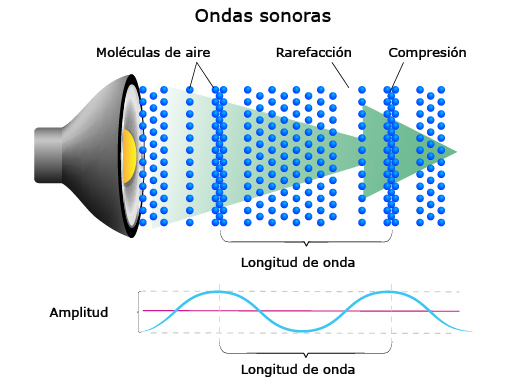 Ondas sonoras
Moléculas de aire
Rarefacción
Compresión
Longitud de onda
Amplitud
Longitud de onda